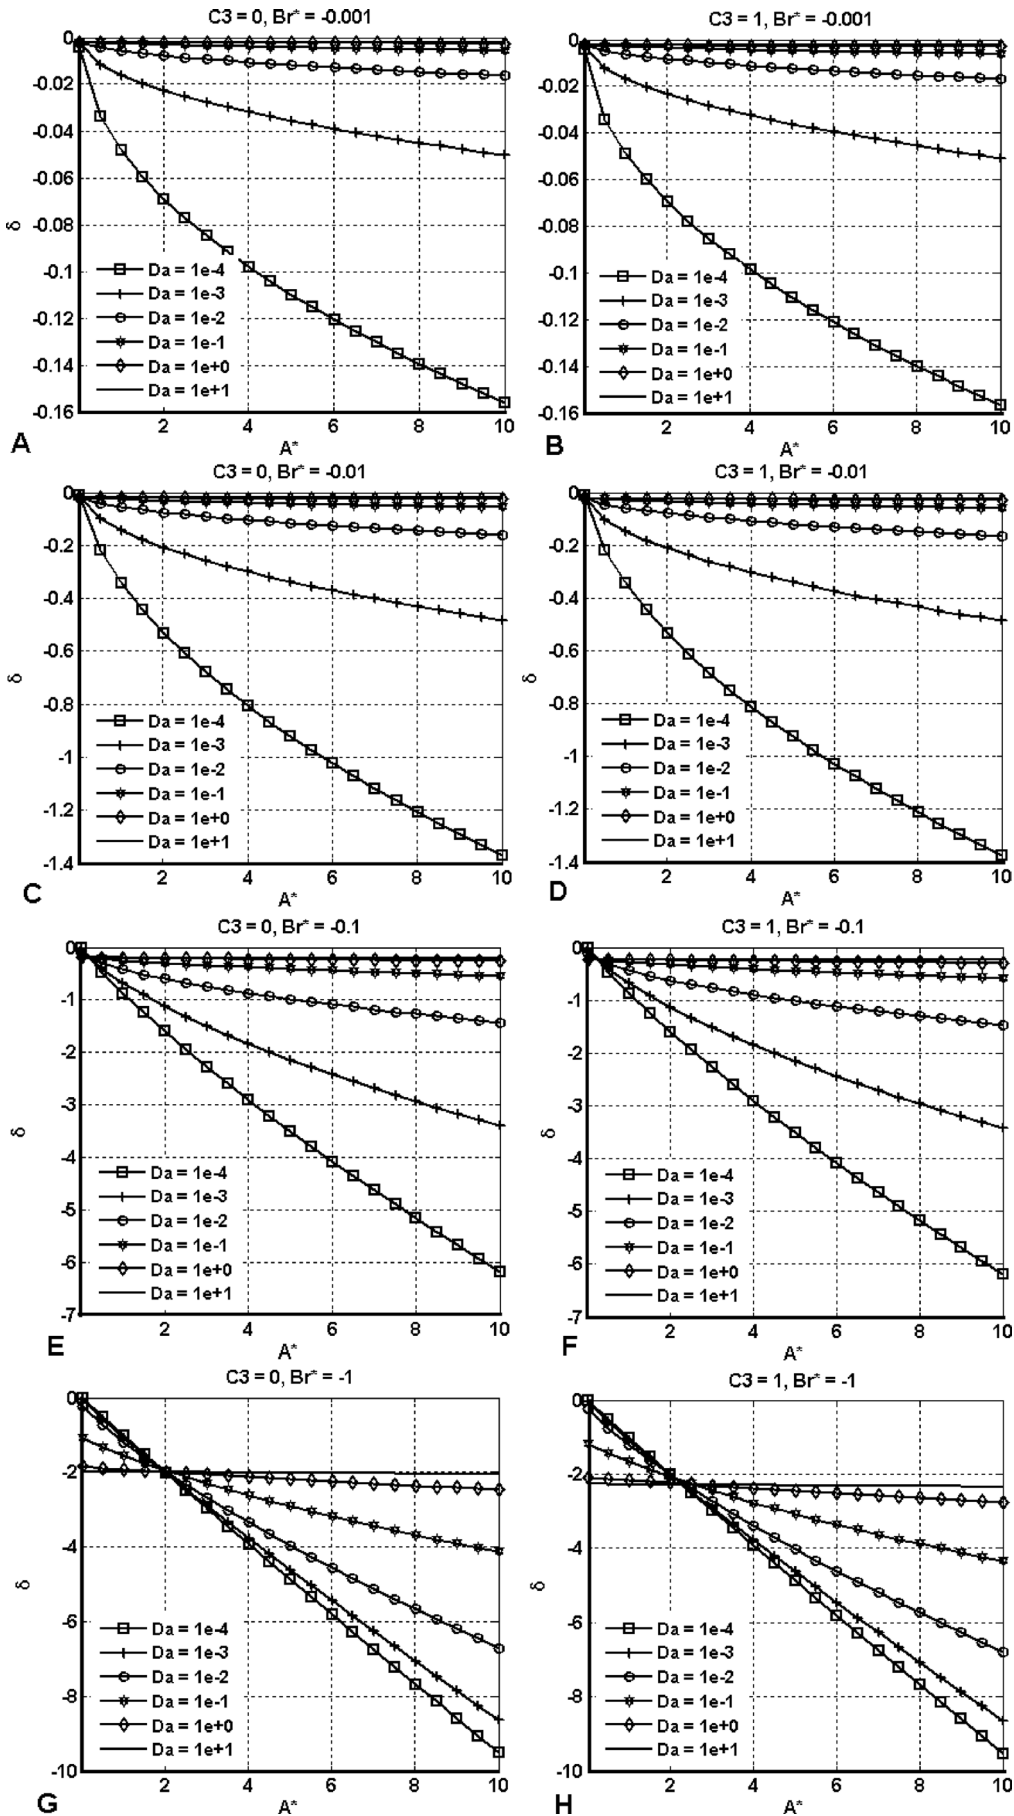 C3 = 0, Br* = -0.001
0
-0.02
-0.04
-0.06
-0.08
-0.1
-0.12
-0.14
-0.16
δ
Da = 1e-4
Da = 1e-3
Da = 1e-2
Da = 1e-1
Da = 1e+0
Da = 1e+1
2
4
6
8
10
A*
A
C3 = 1, Br* = -0.001
0
-0.02
-0.04
-0.06
-0.08
-0.1
-0.12
-0.14
-0.16
δ
Da = 1e-4
Da = 1e-3
Da = 1e-2
Da = 1e-1
Da = 1e+0
Da = 1e+1
2
4
6
8
10
A*
B
C3 = 0, Br* = -0.01
0
-0.2
-0.4
-0.6
-0.8
-1
-1.2
-1.4
δ
Da = 1e-4
Da = 1e-3
Da = 1e-2
Da = 1e-1
Da = 1e+0
Da = 1e+1
2
4
6
8
10
A*
C
C3 = 1, Br* = -0.01
0
-0.2
-0.4
-0.6
-0.8
-1
-1.2
-1.4
δ
Da = 1e-4
Da = 1e-3
Da = 1e-2
Da = 1e-1
Da = 1e+0
Da = 1e+1
2
4
6
8
10
A*
D
C3 = 0, Br* = -0.1
0
-1
-2
-3
-4
-5
-6
-7
δ
Da = 1e-4
Da = 1e-3
Da = 1e-2
Da = 1e-1
Da = 1e+0
Da = 1e+1
2
4
6
8
10
A*
E
C3 = 1, Br* = -0.1
0
-1
-2
-3
-4
-5
-6
-7
δ
Da = 1e-4
Da = 1e-3
Da = 1e-2
Da = 1e-1
Da = 1e+0
Da = 1e+1
2
4
6
8
10
A*
F
C3 = 0, Br* = -1
0
-2
-4
-6
-8
-10
δ
Da = 1e-4
Da = 1e-3
Da = 1e-2
Da = 1e-1
Da = 1e+0
Da = 1e+1
2
4
6
8
10
A*
G
C3 = 1, Br* = -1
0
-2
-4
-6
-8
-10
δ
Da = 1e-4
Da = 1e-3
Da = 1e-2
Da = 1e-1
Da = 1e+0
Da = 1e+1
2
4
6
8
10
A*
H